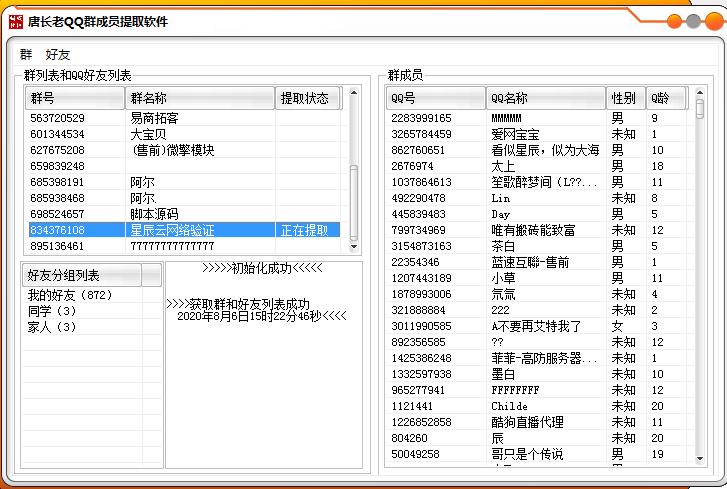 唐长老QQ群成员提取软件
群 好友
群列表和QQ好友列表
群号 群名称 提取状态
563720529 易商拓客
601344534 大宝贝
627675208 (售前)微擎模块
659839248
685398191 阿尔
685938468 阿尔.
698524657 脚本源码
834376108 星辰云网络验证 正在提取
895136461 77777777777777
好友分组列表
我的好友（872）
同学（3）
家人（3）
>>>>>初始化成功<<<<<
>>>>获取群和好友列表成功
2020年8月6日15时22分46秒<<<<
群成员
QQ号 QQ名称 性别 Q龄
2283999165 MMMMM 男 9
3265784459 爱网宝宝 未知 1
862760651 看似星辰，似为大海 男 10
2676974 太上 男 18
1037864613 笙歌醉梦间（L??... 男 11
492290478 Lin 未知 8
445839483 Day 男 5
799734969 唯有搬砖能致富 未知 12
3154873163 茶白 男 5
22354346 蓝速互聯-售前 男 1
1207443189 小草 男 11
1878993006 氘氚 未知 4
321888884 222 未知 2
3011990585 A不要再艾特我了 女 3
892356585 ?? 未知 12
1425386248 菲菲-高防服务器... 未知 1
1332597938 墨白 未知 10
965277941 FFFFFFFF 未知 12
1121441 Childe 未知 20
1226852858 酷狗直播代理 未知 11
804260 辰 未知 20
50049258 哥只是个传说 男 19